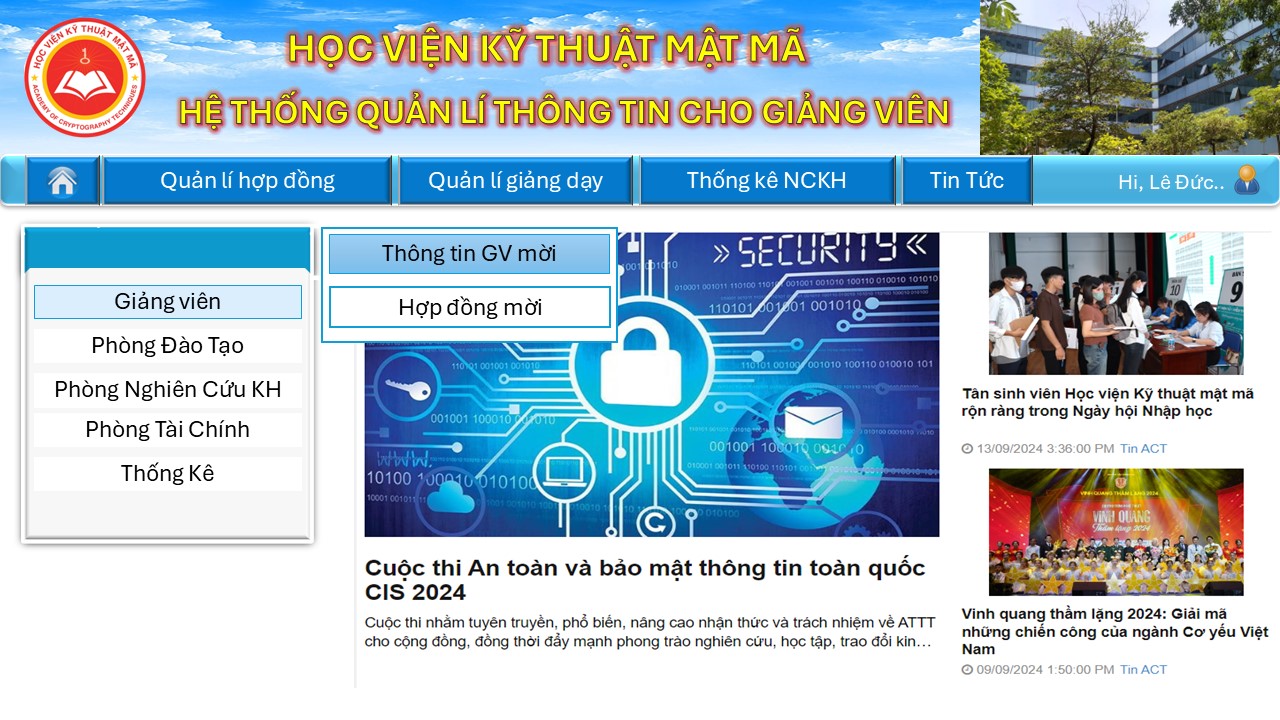 HỌC VIỆN KỸ THUẬT MẬT MÃ
ACADEMY OF CRYPTOGRAPHY TECHNIQUES
HỌC VIỆN KỸ THUẬT MẬT MÃ
HỆ THỐNG QUẢN LÍ THÔNG TIN CHO GIẢNG VIÊN
Quản lí hợp đồng
Quản lí giảng dạy
Thống kê NCKH
Tin Tức
Hi, Lê Đức..
Giảng viên
Phòng Đào Tạo
Phòng Nghiên Cứu KH
Phòng Tài Chính
Thống Kê
Thông tin GV mời
Hợp đồng mời
» SECURITY «
WWW.
Cuộc thi An toàn và bảo mật thông tin toàn quốc
CIS 2024
Cuộc thi nhằm tuyên truyền, phổ biến, nâng cao nhận thức và trách nhiệm về ATTT
cho cộng đồng, đồng thời đẩy mạnh phong trào nghiên cứu, học tập, trao đổi kin…
10
9
Tân sinh viên Học viện Kỹ thuật mật mã
rộn ràng trong Ngày hội Nhập học
13/09/2024 3:36:00 PM Tin ACT
VINH QUANG THẦM LẶNG 2024
VINH QUANG
Thầm lặng 2024
Vinh quang thầm lặng 2024: Giải mã
những chiến công của ngành Cơ yếu Việt
Nam
09/09/2024 1:50:00 PM Tin ACT